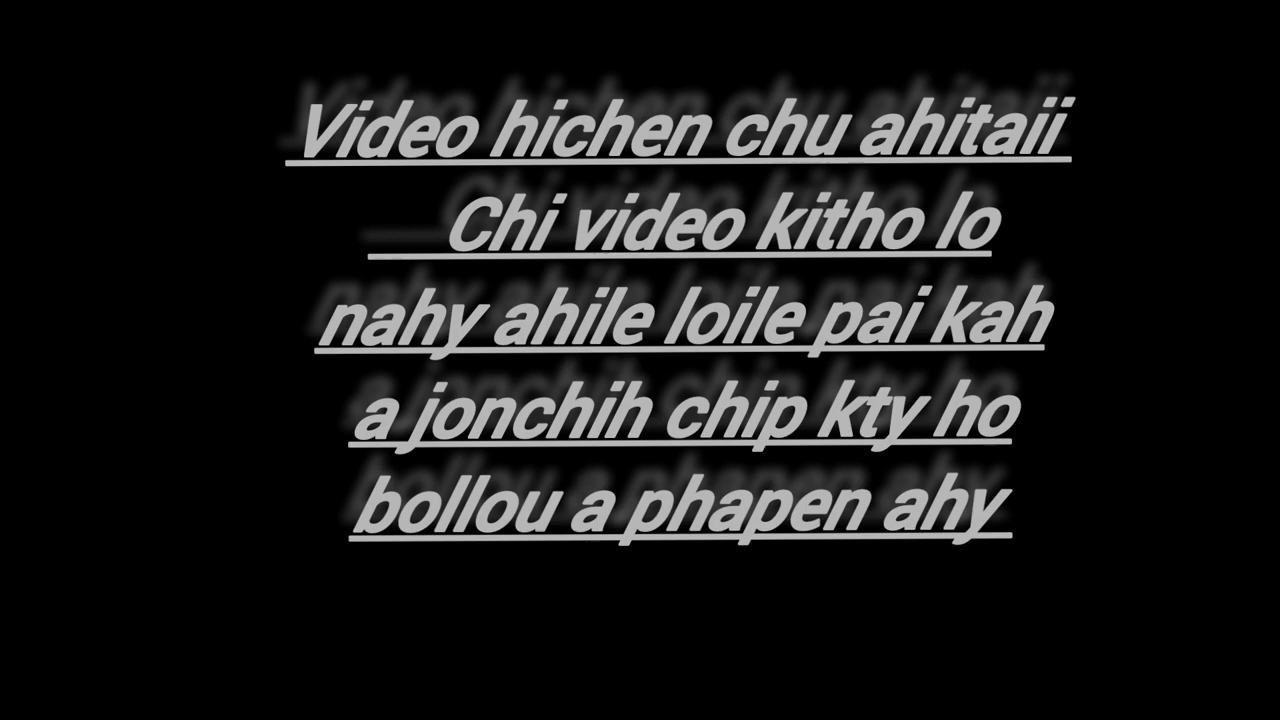 Video hichen chu ahitaii
Chi video kitho lo
nahy ahile loile pai kah
a jonchih chip kty ho
bollou a phapen ahy